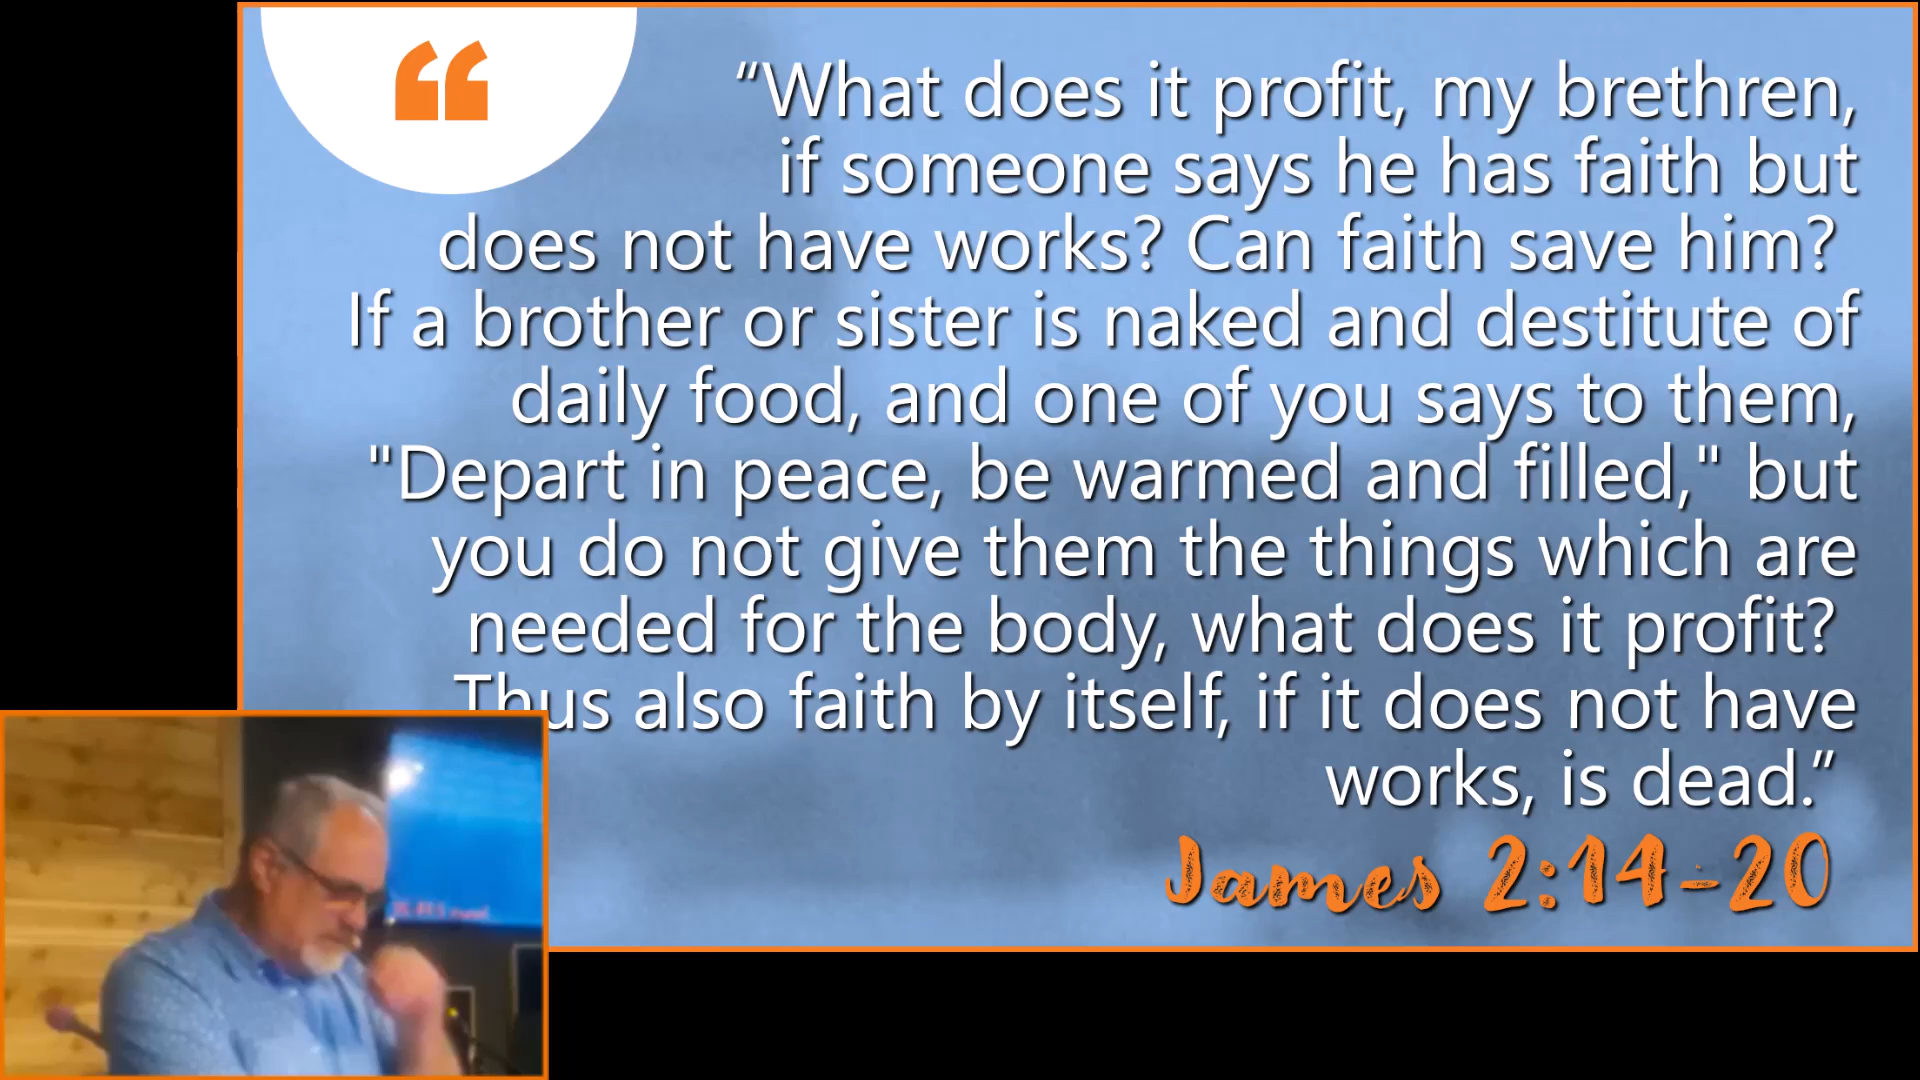 “What does it profit, my brethren,
if someone says he has faith but
does not have works? Can faith save him?
If a brother or sister is naked and destitute of
daily food, and one of you says to them,
"Depart in peace, be warmed and filled," but
you do not give them the things which are
needed for the body, what does it profit?
Thus also faith by itself, if it does not have
works, is dead.”
James 2:14-20